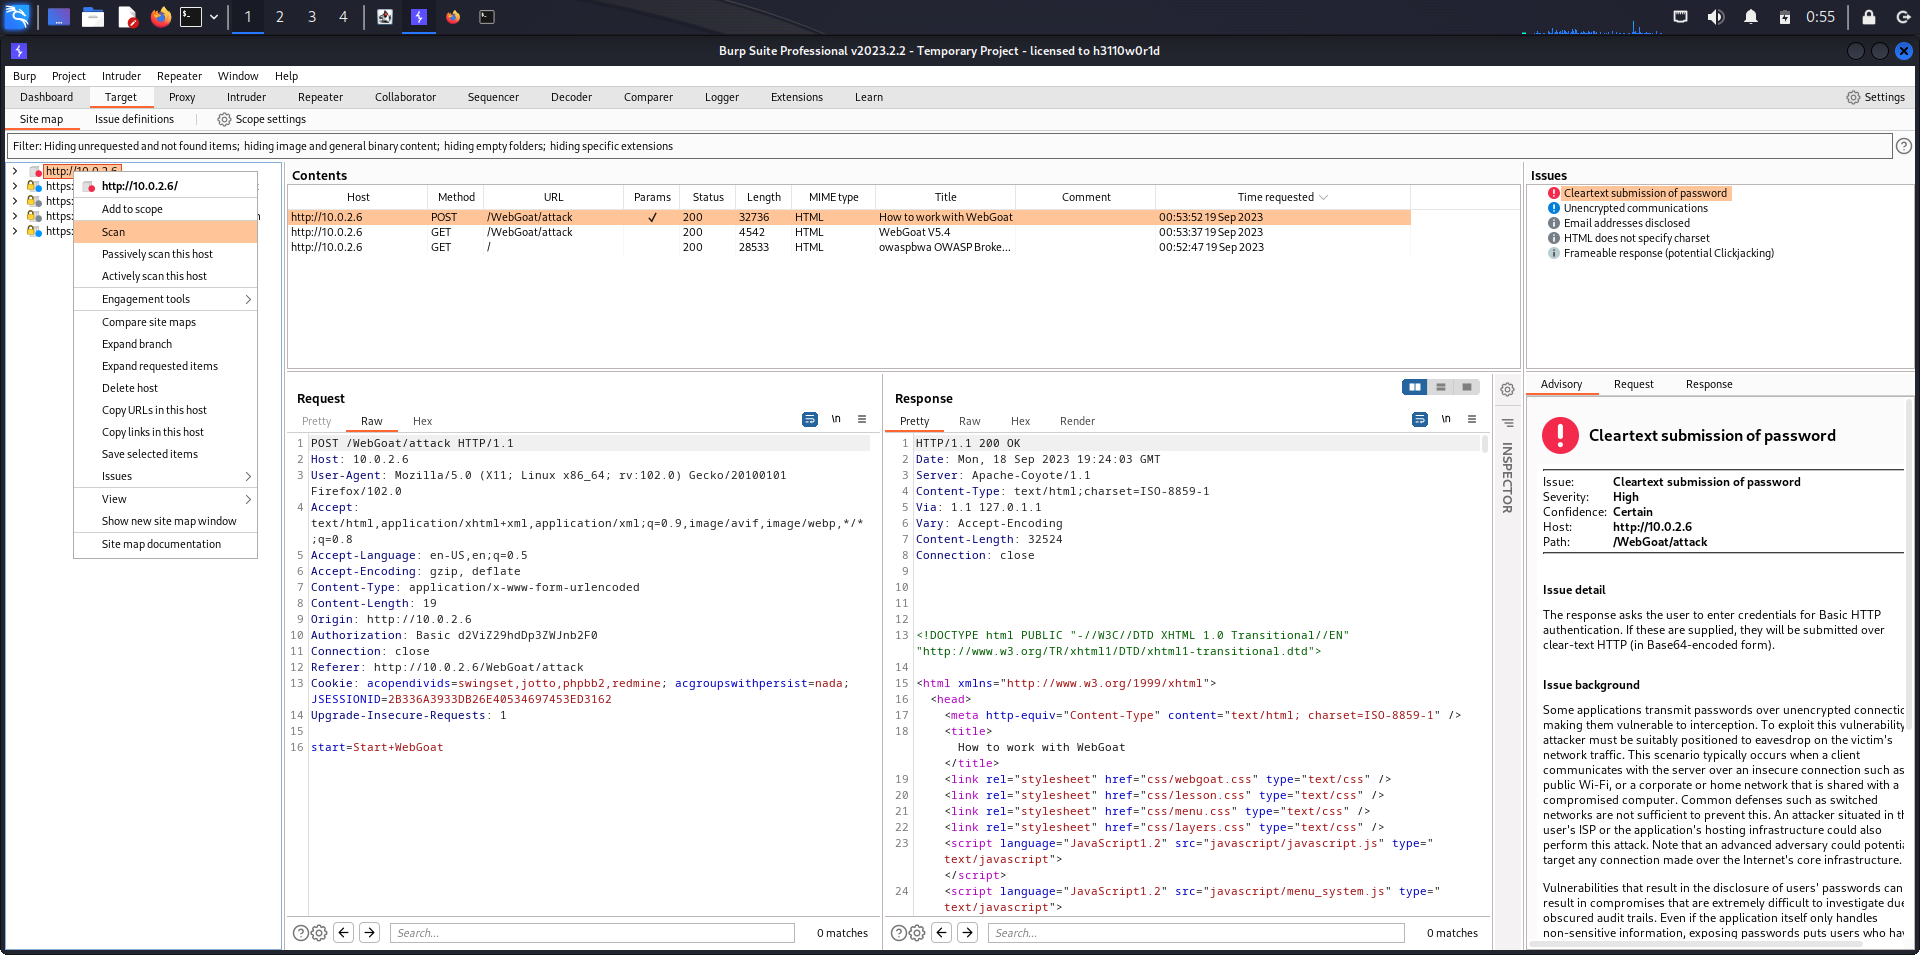 1 2 3 4
0:55
Burp Suite Professional v2023.2.2 - Temporary Project - licensed to h3110w0r1d
Burp Project Intruder Repeater Window Help
Dashboard Target Proxy Intruder Repeater Collaborator Sequencer Decoder Comparer Logger Extensions Learn Settings
Site map Issue definitions Scope settings
Filter: Hiding unrequested and not found items; hiding image and general binary content; hiding empty folders; hiding specific extensions
http://10.0.2.6
https:
https:
https:
https:
http://10.0.2.6/
Add to scope
Scan
Passively scan this host
Actively scan this host
Engagement tools
Compare site maps
Expand branch
Expand requested items
Delete host
Copy URLs in this host
Copy links in this host
Save selected items
Issues
View
Show new site map window
Site map documentation
Contents
Host Method URL Params Status Length MIME type Title Comment Time requested
http://10.0.2.6 POST /WebGoat/attack ✓ 200 32736 HTML How to work with WebGoat 00:53:52 19 Sep 2023
http://10.0.2.6 GET /WebGoat/attack 200 4542 HTML WebGoat V5.4 00:53:37 19 Sep 2023
http://10.0.2.6 GET / 200 28533 HTML owaspbwa OWASP Broke... 00:52:47 19 Sep 2023
Request
Pretty Raw Hex \n
1 POST /WebGoat/attack HTTP/1.1
2 Host: 10.0.2.6
3 User-Agent: Mozilla/5.0 (X11; Linux x86_64; rv:102.0) Gecko/20100101
Firefox/102.0
4 Accept:
text/html,application/xhtml+xml,application/xml;q=0.9,image/avif,image/webp,*/*
;q=0.8
5 Accept-Language: en-US,en;q=0.5
6 Accept-Encoding: gzip, deflate
7 Content-Type: application/x-www-form-urlencoded
8 Content-Length: 19
9 Origin: http://10.0.2.6
10 Authorization: Basic d2ViZ29hdDp3ZWJnb2F0
11 Connection: close
12 Referer: http://10.0.2.6/WebGoat/attack
13 Cookie: acopendivids=swingset,jotto,phpbb2,redmine; acgroupswithpersist=nada;
JSESSIONID=2B336A3933DB26E40534697453ED3162
14 Upgrade-Insecure-Requests: 1
15
16 start=Start+WebGoat
Search...
0 matches
Response
Pretty Raw Hex Render \n
1 HTTP/1.1 200 OK
2 Date: Mon, 18 Sep 2023 19:24:03 GMT
3 Server: Apache-Coyote/1.1
4 Content-Type: text/html;charset=ISO-8859-1
5 Via: 1.1 127.0.1.1
6 Vary: Accept-Encoding
7 Content-Length: 32524
8 Connection: close
9
10
11
12
13 <!DOCTYPE html PUBLIC "-//W3C//DTD XHTML 1.0 Transitional//EN"
"http://www.w3.org/TR/xhtml1/DTD/xhtml1-transitional.dtd">
14
15 <html xmlns="http://www.w3.org/1999/xhtml">
16 <head>
17 <meta http-equiv="Content-Type" content="text/html; charset=ISO-8859-1" />
18 <title>
How to work with WebGoat
</title>
19 <link rel="stylesheet" href="css/webgoat.css" type="text/css" />
20 <link rel="stylesheet" href="css/lesson.css" type="text/css" />
21 <link rel="stylesheet" href="css/menu.css" type="text/css" />
22 <link rel="stylesheet" href="css/layers.css" type="text/css" />
23 <script language="JavaScript1.2" src="javascript/javascript.js" type="
text/javascript">
</script>
24 <script language="JavaScript1.2" src="javascript/menu_system.js" type="
text/javascript">
Search...
0 matches
INSPECTOR
Issues
Cleartext submission of password
Unencrypted communications
Email addresses disclosed
HTML does not specify charset
Frameable response (potential Clickjacking)
Advisory Request Response
Cleartext submission of password
Issue: Cleartext submission of password
Severity: High
Confidence: Certain
Host: http://10.0.2.6
Path: /WebGoat/attack
Issue detail
The response asks the user to enter credentials for Basic HTTP
authentication. If these are supplied, they will be submitted over
clear-text HTTP (in Base64-encoded form).
Issue background
Some applications transmit passwords over unencrypted connectic
making them vulnerable to interception. To exploit this vulnerability
attacker must be suitably positioned to eavesdrop on the victim's
network traffic. This scenario typically occurs when a client
communicates with the server over an insecure connection such as
public Wi-Fi, or a corporate or home network that is shared with a
compromised computer. Common defenses such as switched
networks are not sufficient to prevent this. An attacker situated in th
user's ISP or the application's hosting infrastructure could also
perform this attack. Note that an advanced adversary could potentia
target any connection made over the Internet's core infrastructure.
Vulnerabilities that result in the disclosure of users' passwords can
result in compromises that are extremely difficult to investigate due
obscured audit trails. Even if the application itself only handles
non-sensitive information, exposing passwords puts users who hav